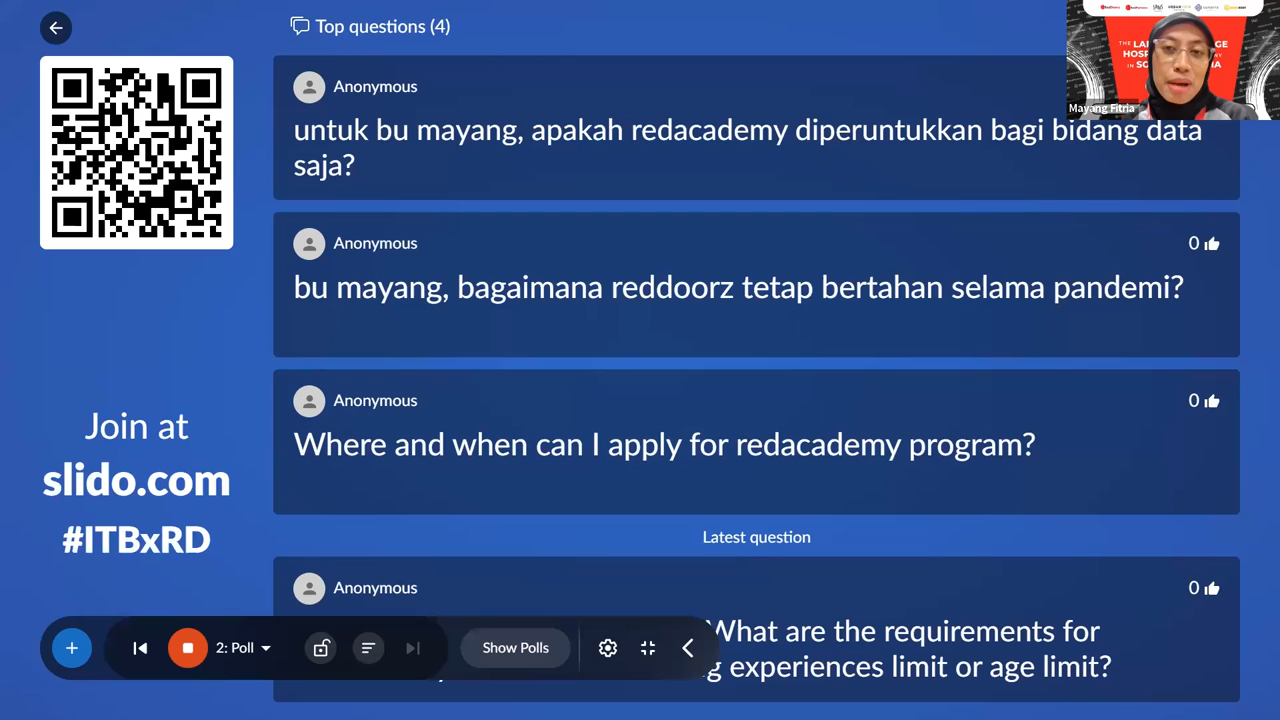 Top questions (4)
Anonymous
untuk bu mayang, apakah redacademy diperuntukkan bagi bidang data
saja?
Mayang Fitria
Anonymous
0
bu mayang, bagaimana reddoorz tetap bertahan selama pandemi?
Anonymous
0
Where and when can I apply for redacademy program?
Join at
slido.com
#ITBxRD
Latest question
Anonymous
0
What are the requirements for
experiences limit or age limit?
2: Poll
Show Polls